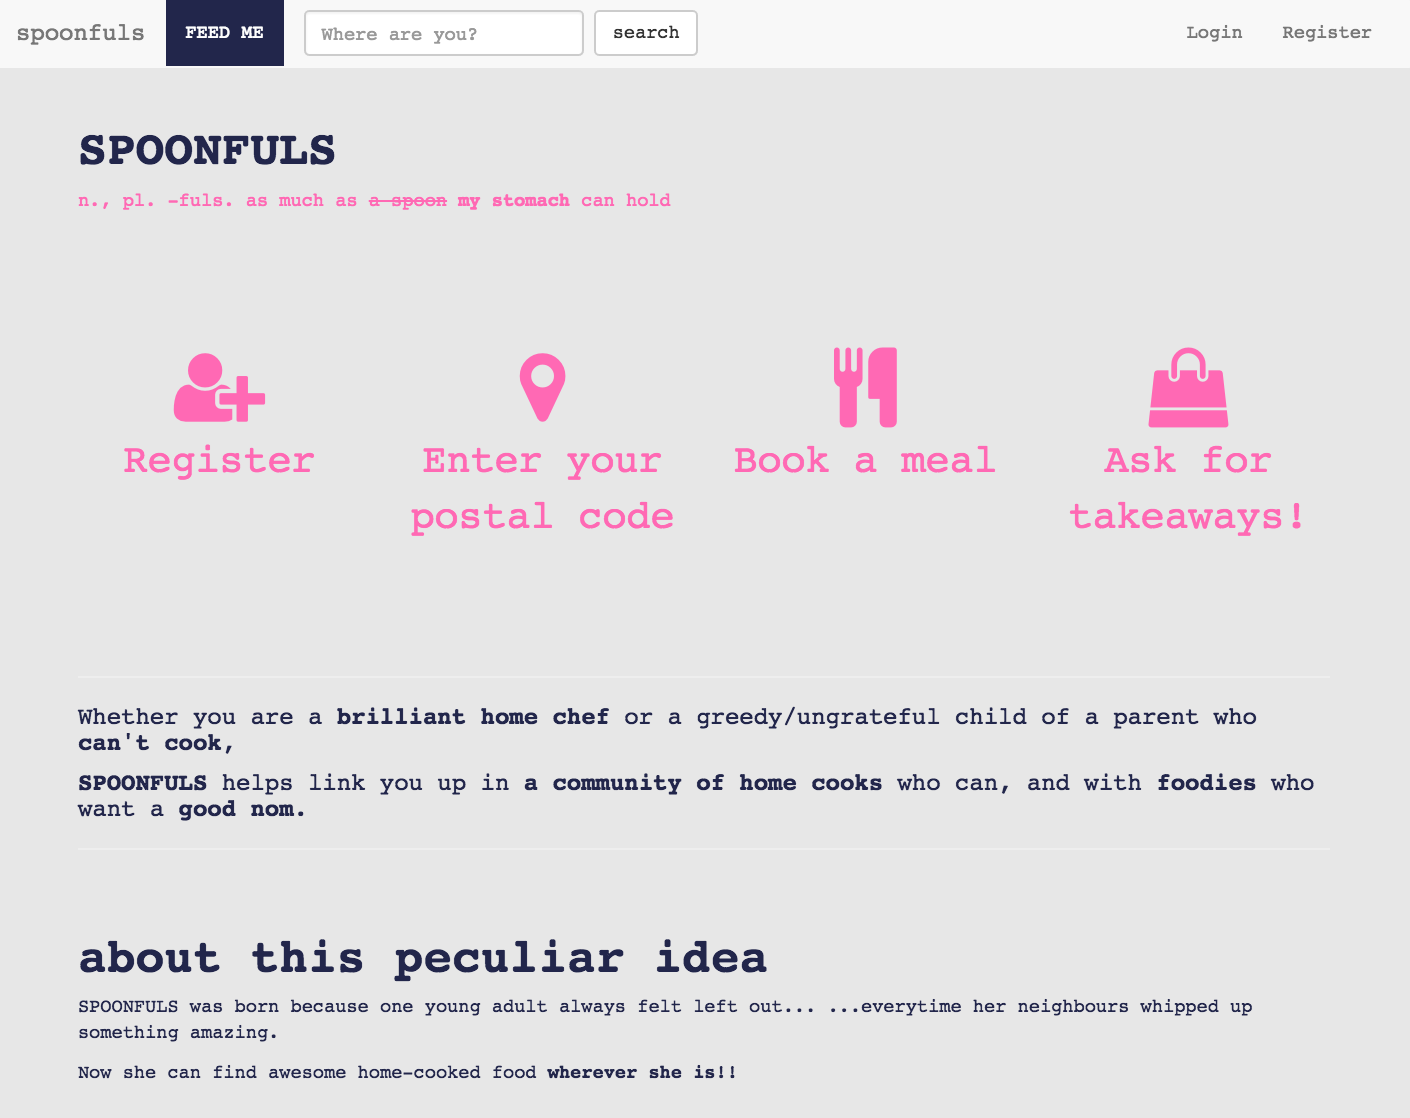 spoonfuls FEED ME Where are you? search Login Register
SPOONFULS
n., pl. -fuls. as much as a spoon my stomach can hold
Register
Enter your
postal code
Book a meal
Ask for
takeaways!
Whether you are a brilliant home chef or a greedy/ungrateful child of a parent who
can't cook,
SPOONFULS helps link you up in a community of home cooks who can, and with foodies who
want a good nom.
about this peculiar idea
SPOONFULS was born because one young adult always felt left out... ...everytime her neighbours whipped up
something amazing.
Now she can find awesome home-cooked food wherever she is!!